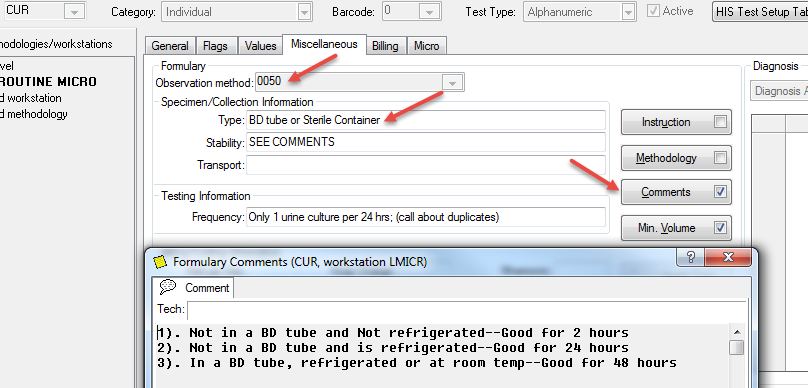 CUR Category: Individual Barcode: 0 Test Type: Alphanumeric Active HIS Test Setup
General Flags Values Miscellaneous Billing Micro
Formulary
Observation method: 0050
Specimen/Collection Information
Type: BD tube or Sterile Container
Stability: SEE COMMENTS
Transport:
Testing Information
Frequency: Only 1 urine culture per 24 hrs; (call about duplicates)
Instruction
Methodology
Comments
Min. Volume
Diagnosis
Diagnosis
ROUTINE MICRO
workstation
methodology
Formulary Comments (CUR, workstation LMICR)
Comment
Tech:
1). Not in a BD tube and Not refrigerated--Good for 2 hours
2). Not in a BD tube and is refrigerated--Good for 24 hours
3). In a BD tube, refrigerated or at room temp--Good for 48 hours